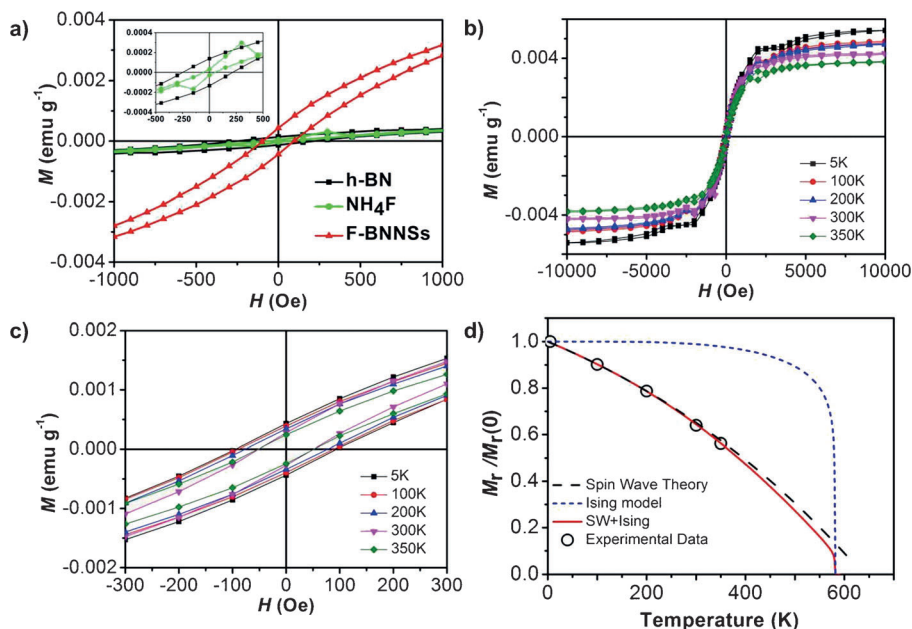 a)
0.004
0.002
0.000
-0.002
-0.004
M (emu g⁻¹)
-1000 -500 0 500 1000
H (Oe)
0.0004
0.0002
0.0000
-0.0002
-0.0004
-500 -250 0 250 500
h-BN
NH₄F
F-BNNSs
b)
0.004
0.000
-0.004
M (emu g⁻¹)
-10000 -5000 0 5000 10000
H (Oe)
5K
100K
200K
300K
350K
c)
0.002
0.001
0.000
-0.001
-0.002
M (emu g⁻¹)
-300 -200 -100 0 100 200 300
H (Oe)
5K
100K
200K
300K
350K
d)
1.0
0.8
0.6
0.4
0.2
0.0
Mr /Mr(0)
0 200 400 600
Temperature (K)
Spin Wave Theory
Ising model
SW+Ising
Experimental Data